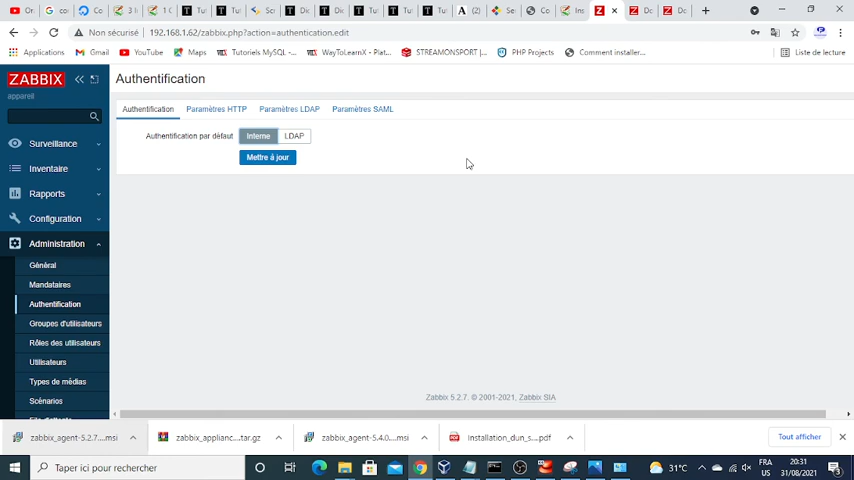 Non sécurisé
192.168.1.62/zabbix.php?action=authentication.edit
Applications
Gmail
YouTube
Maps
Tutoriels MySQL -...
WayToLearnX - Plat...
STREAMONSPORT |...
PHP Projects
Comment installer...
Liste de lecture
ZABBIX
appareil
Authentification
Authentification
Paramètres HTTP
Paramètres LDAP
Paramètres SAML
Authentification par défaut
Interne
LDAP
Mettre à jour
Surveillance
Inventaire
Rapports
Configuration
Administration
Général
Mandataires
Authentification
Groupes d'utilisateurs
Rôles des utilisateurs
Utilisateurs
Types de médias
Scénarios
Zabbix 5.2.7. © 2001-2021, Zabbix SIA
zabbix_agent-5.2.7....msi
zabbix_applianc....tar.gz
zabbix_agent-5.4.0....msi
installation_dun_s....pdf
Tout afficher
Taper ici pour rechercher
31°C
FRA
US
20:31
31/08/2021